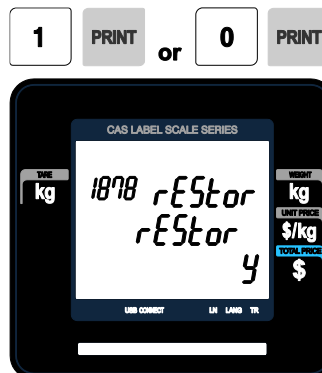 1 PRINT or 0 PRINT
CAS LABEL SCALE SERIES
TARE
kg
1878 rEStor
rEStor
y
WEIGHT
kg
UNIT PRICE
$/kg
TOTAL PRICE
$
USB CONNECT LN LANG TR